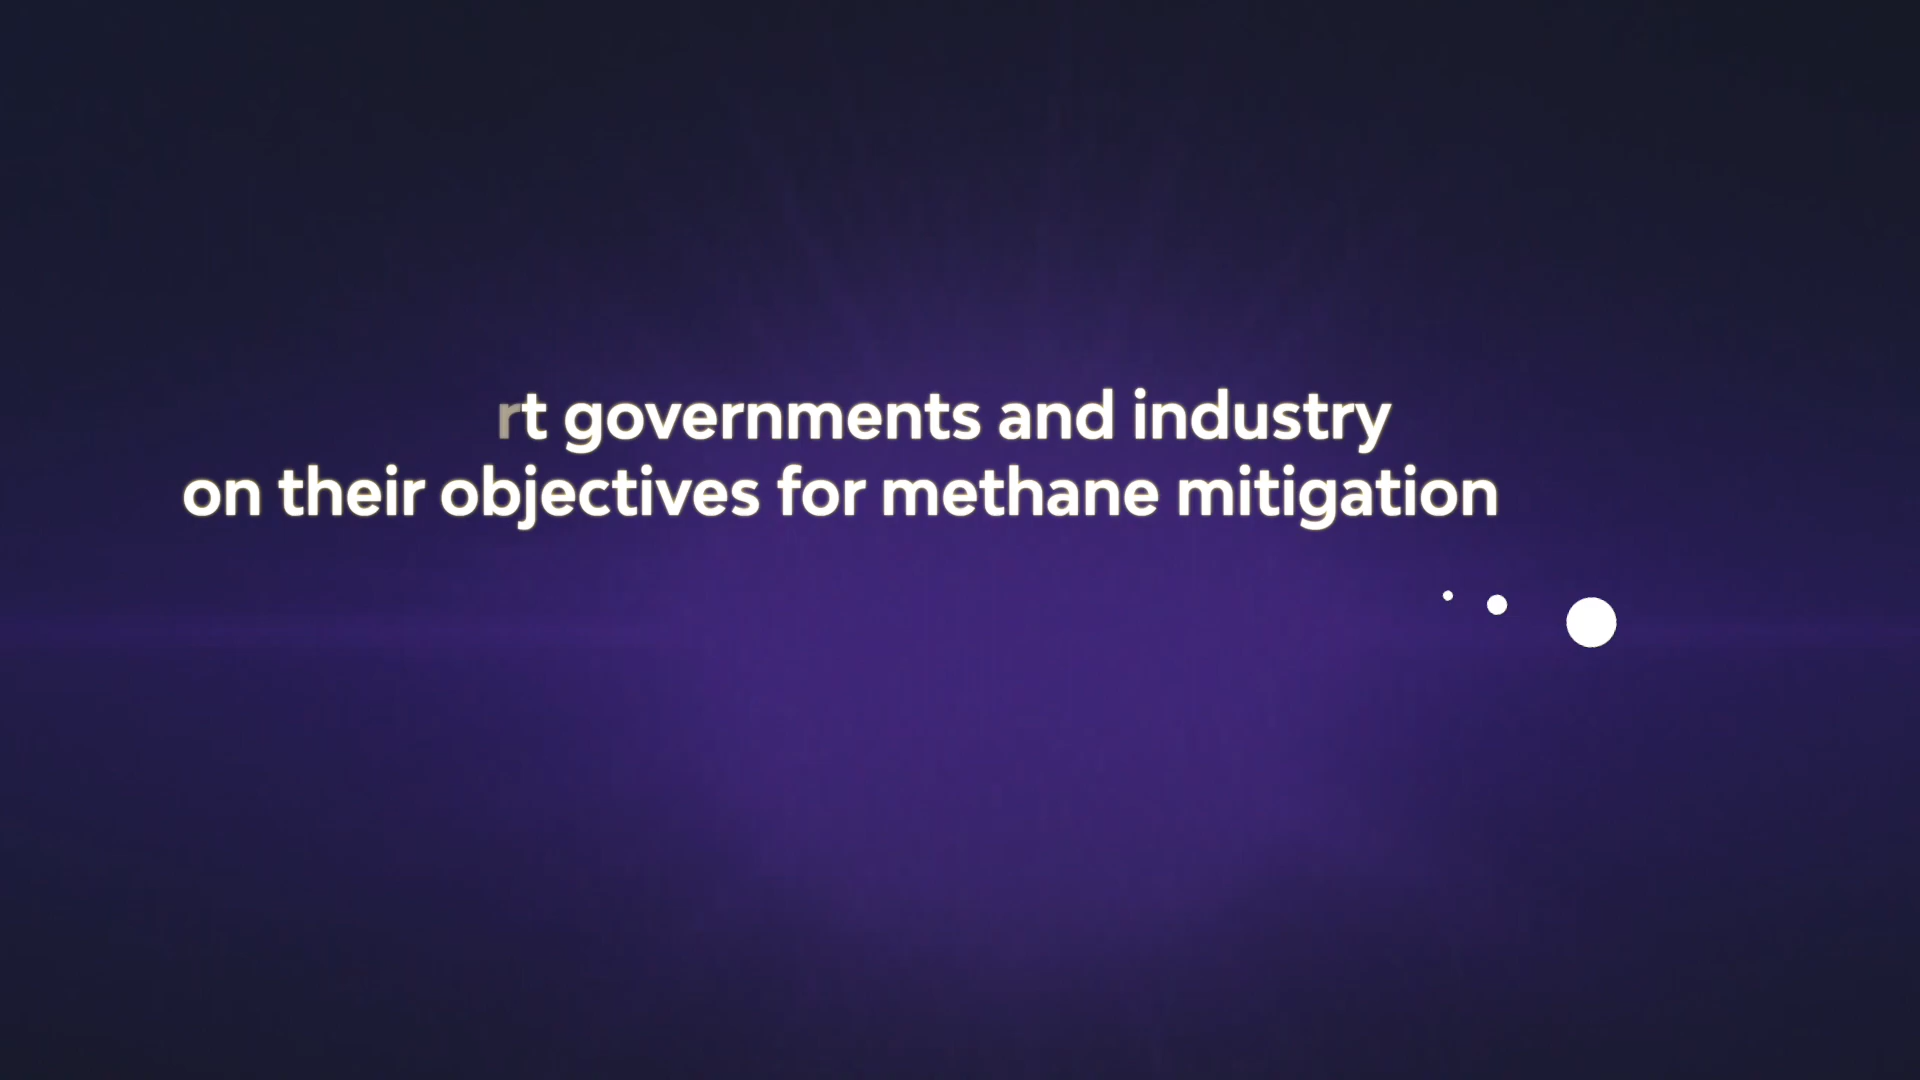 rt governments and industry
on their objectives for methane mitigation